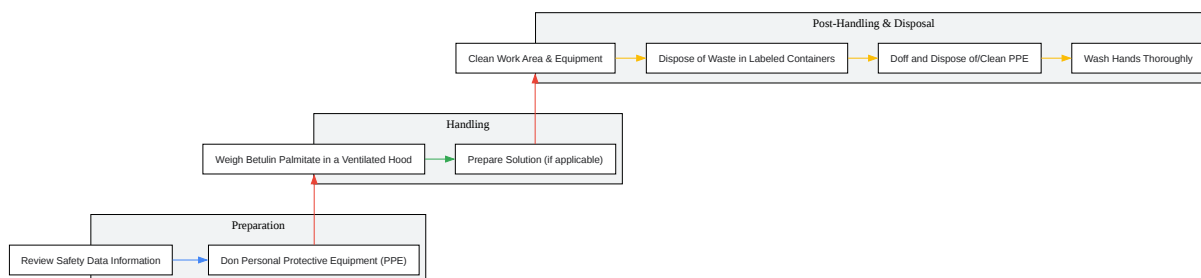 Post-Handling & Disposal
Clean Work Area & Equipment
Dispose of Waste in Labeled Containers
Doff and Dispose of/Clean PPE
Wash Hands Thoroughly
Handling
Weigh Betulin Palmitate in a Ventilated Hood
Prepare Solution (if applicable)
Preparation
Review Safety Data Information
Don Personal Protective Equipment (PPE)